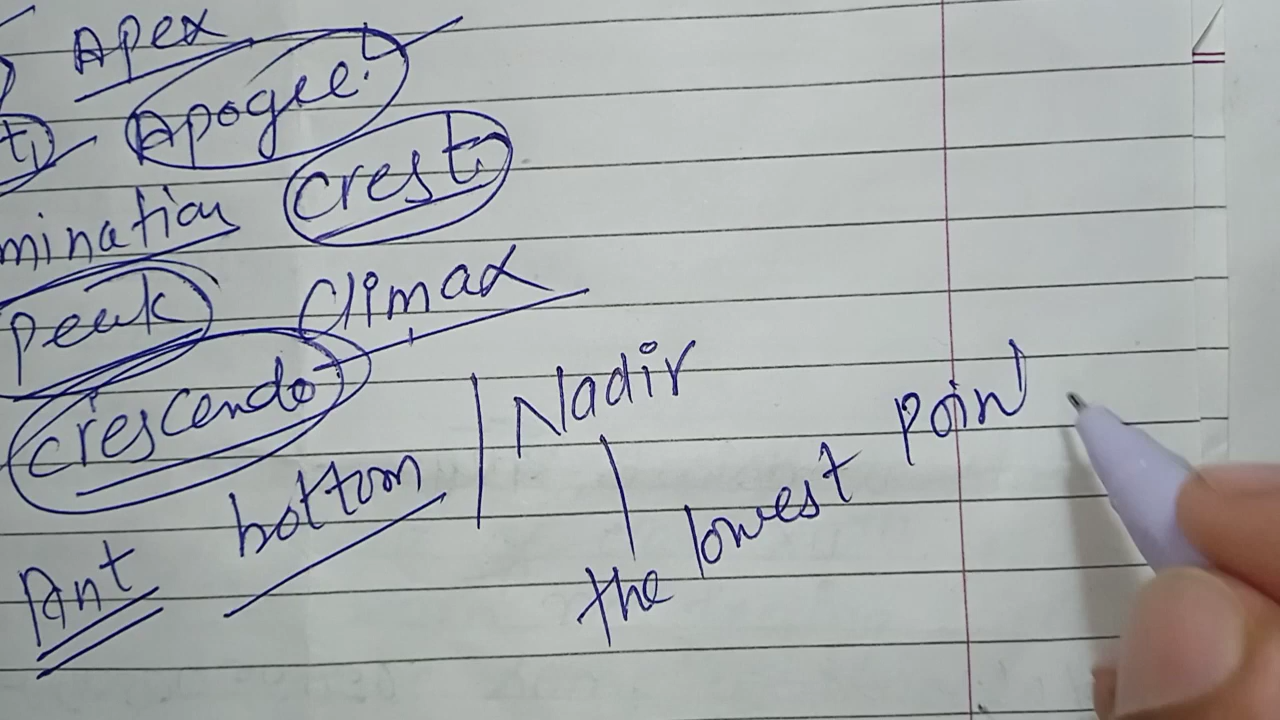 Apex
Apogee
mination crest
peak Climax
crescendo
Ant bottom Nadir
the lowest point